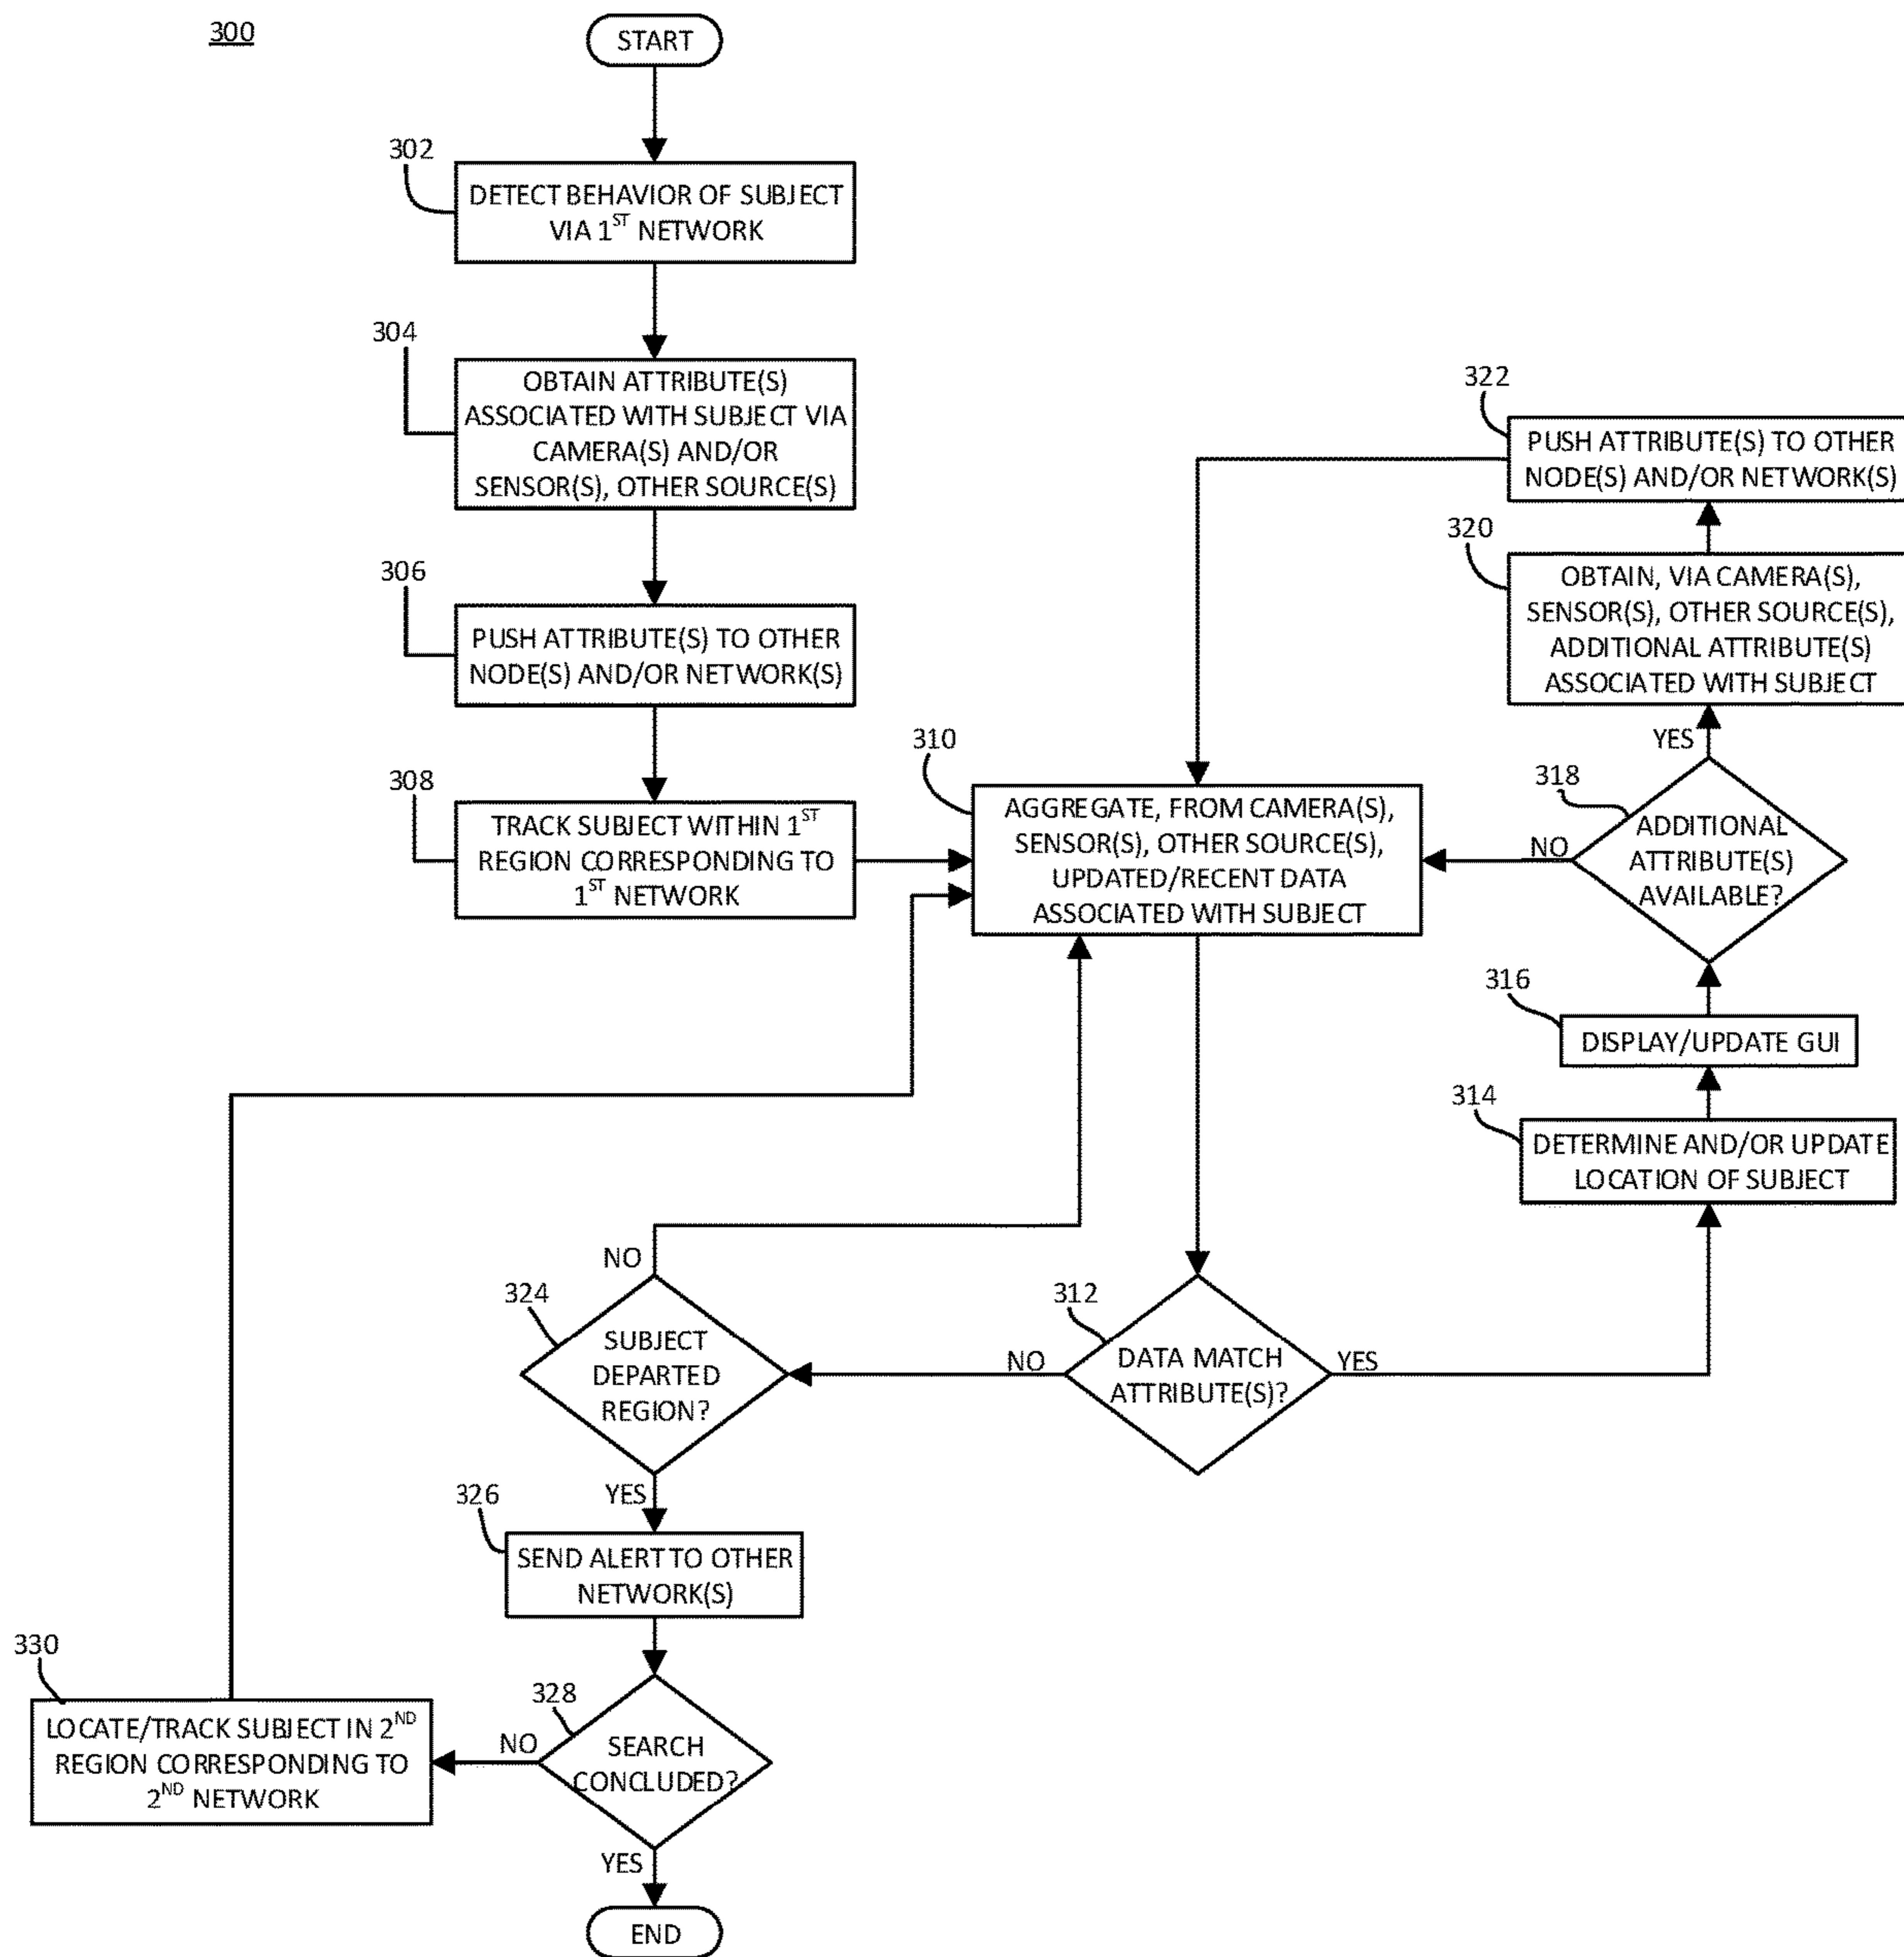 300
START
302
DETECT BEHAVIOR OF SUBJECT
VIA 1ST NETWORK
304
OBTAIN ATTRIBUTE(S)
ASSOCIATED WITH SUBJECT VIA
CAMERA(S) AND/OR
SENSOR(S), OTHER SOURCE(S)
306
PUSH ATTRIBUTE(S) TO OTHER
NODE(S) AND/OR NETWORK(S)
308
TRACK SUBJECT WITHIN 1ST
REGION CORRESPONDING TO
1ST NETWORK
310
AGGREGATE, FROM CAMERA(S),
SENSOR(S), OTHER SOURCE(S),
UPDATED/RECENT DATA
ASSOCIATED WITH SUBJECT
322
PUSH ATTRIBUTE(S) TO OTHER
NODE(S) AND/OR NETWORK(S)
320
OBTAIN, VIA CAMERA(S),
SENSOR(S), OTHER SOURCE(S),
ADDITIONAL ATTRIBUTE(S)
ASSOCIATED WITH SUBJECT
YES
318
ADDITIONAL
ATTRIBUTE(S)
AVAILABLE?
NO
316
DISPLAY/UPDATE GUI
314
DETERMINE AND/OR UPDATE
LOCATION OF SUBJECT
312
DATA MATCH
ATTRIBUTE(S)?
YES
NO
324
SUBJECT
DEPARTED
REGION?
NO
YES
326
SEND ALERT TO OTHER
NETWORK(S)
328
SEARCH
CONCLUDED?
NO
330
LOCATE/TRACK SUBJECT IN 2ND
REGION CORRESPONDING TO
2ND NETWORK
YES
END